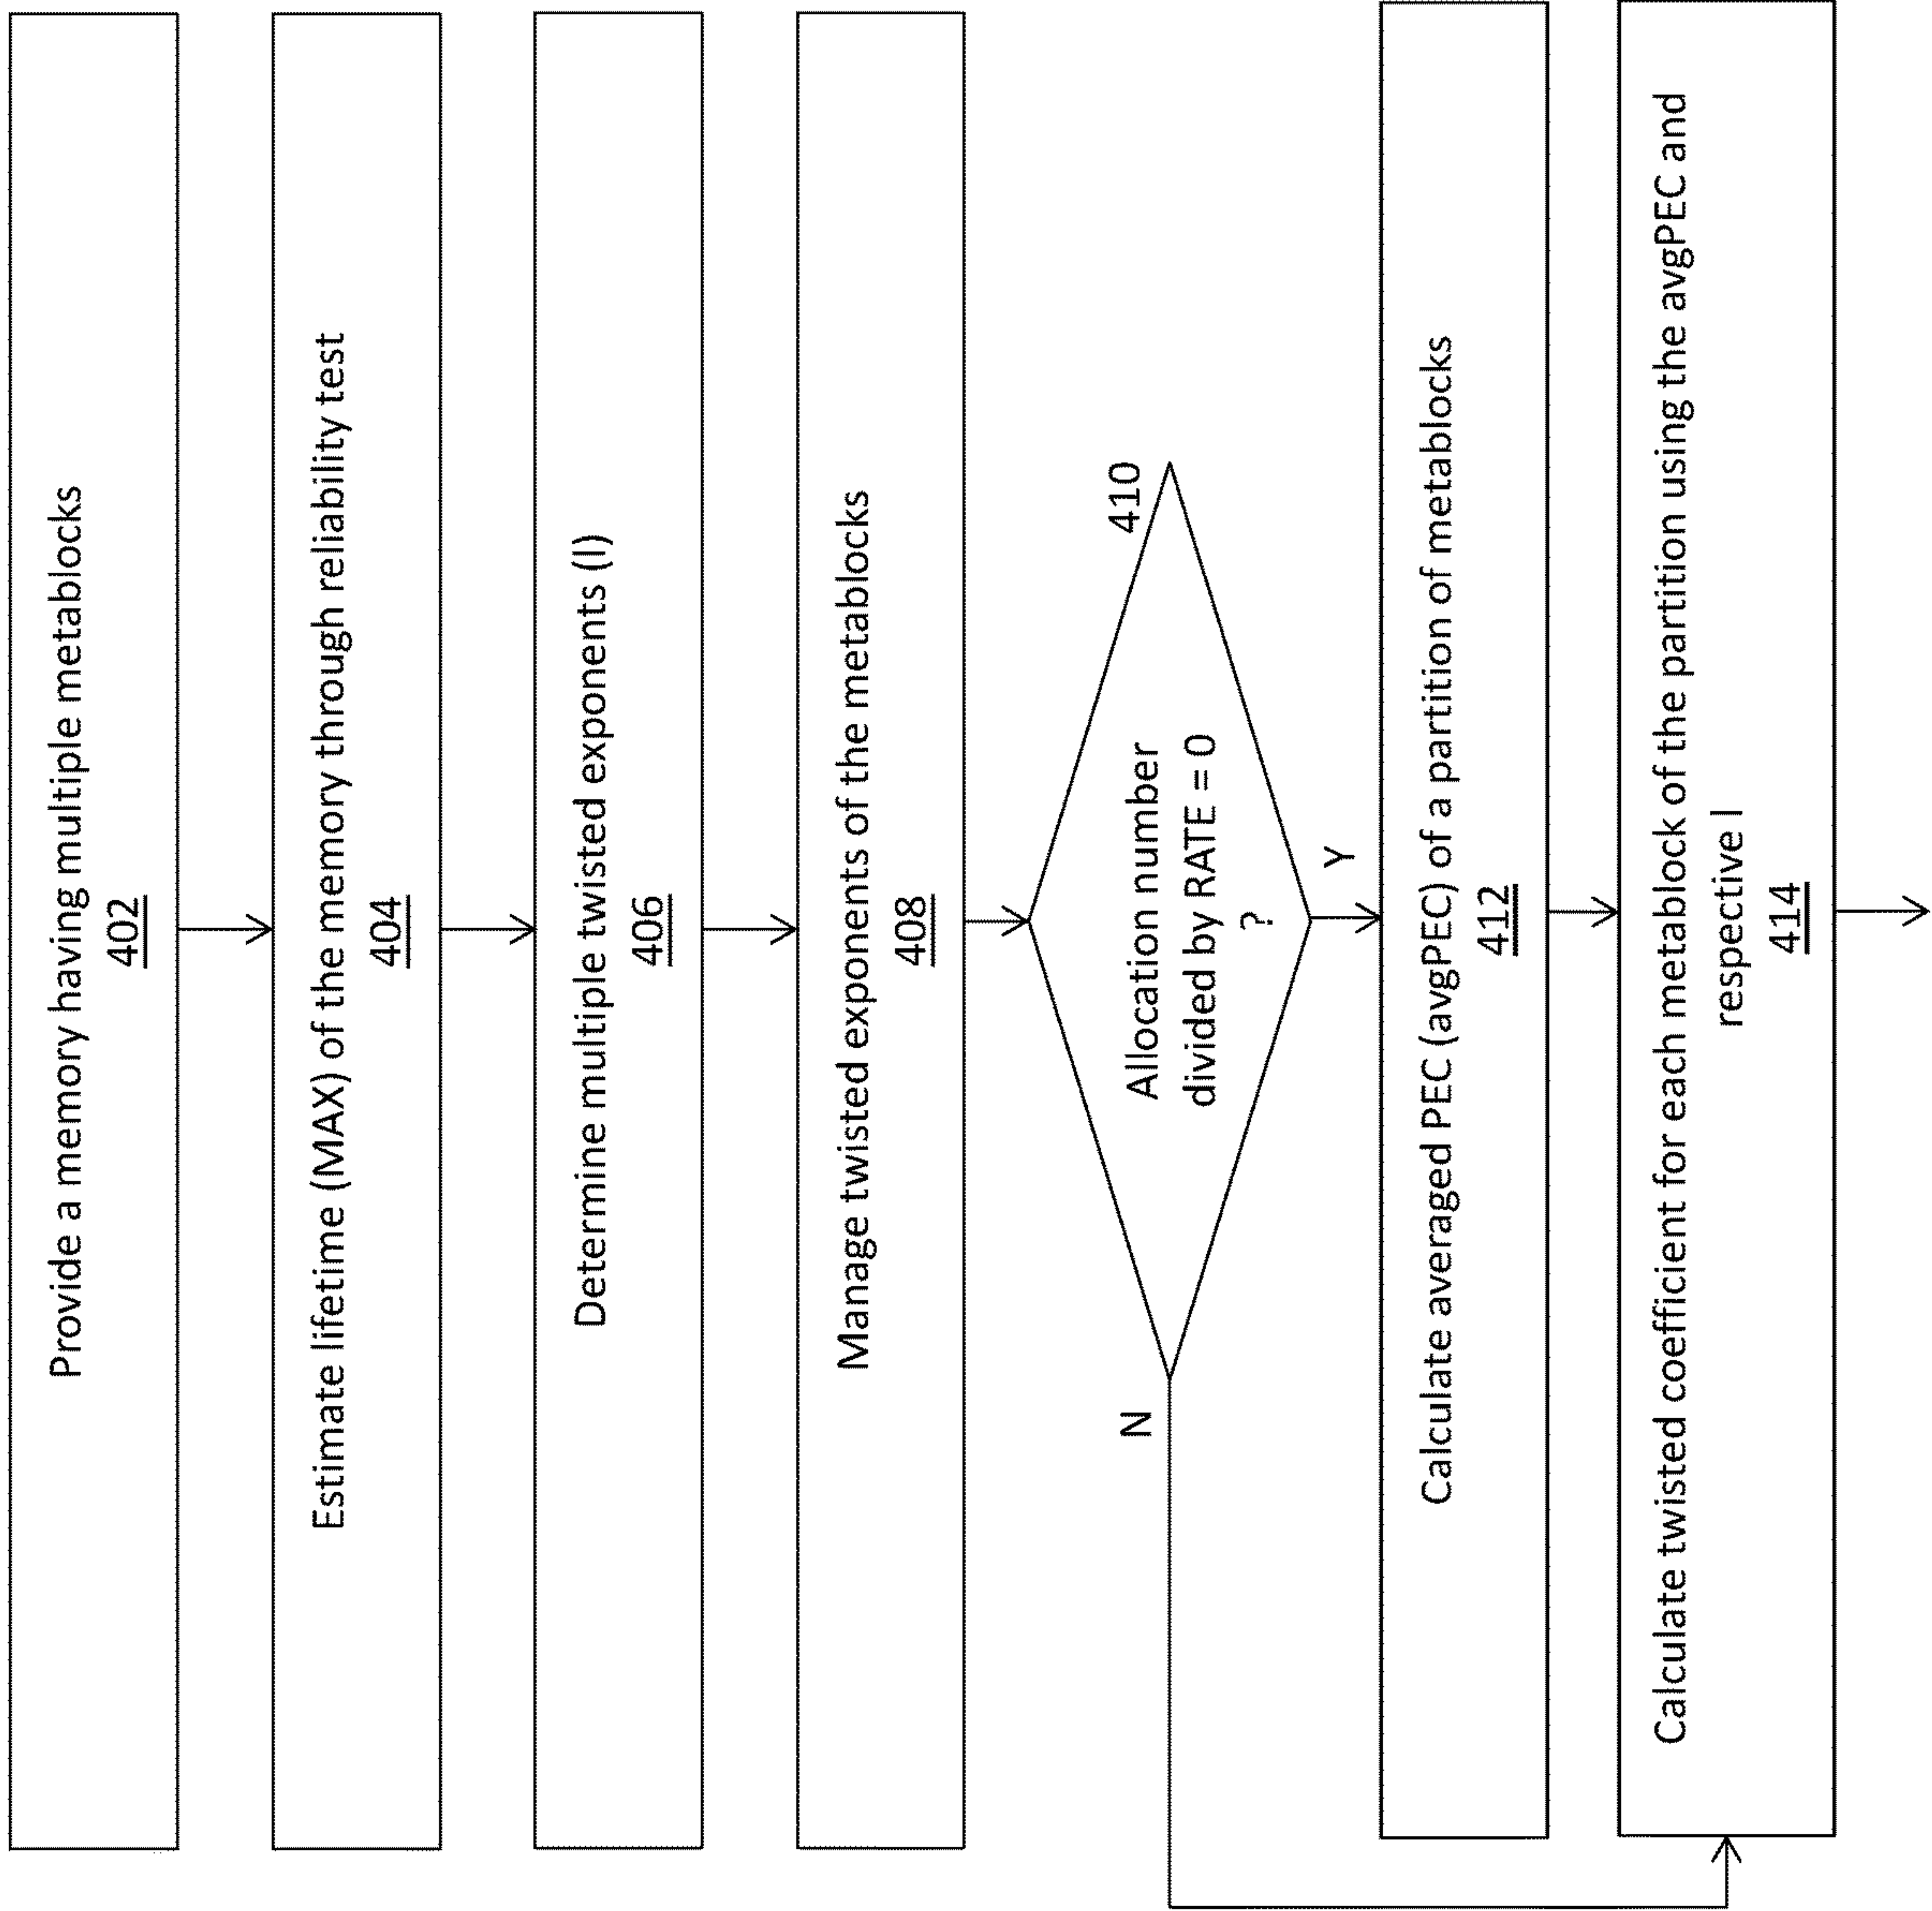 Provide a memory having multiple metablocks
402
Estimate lifetime (MAX) of the memory through reliability test
404
Determine multiple twisted exponents (I)
406
Manage twisted exponents of the metablocks
408
410
Allocation number
divided by RATE = 0
?
N
Y
Calculate averaged PEC (avgPEC) of a partition of metablocks
412
Calculate twisted coefficient for each metablock of the partition using the avgPEC and
respective I
414